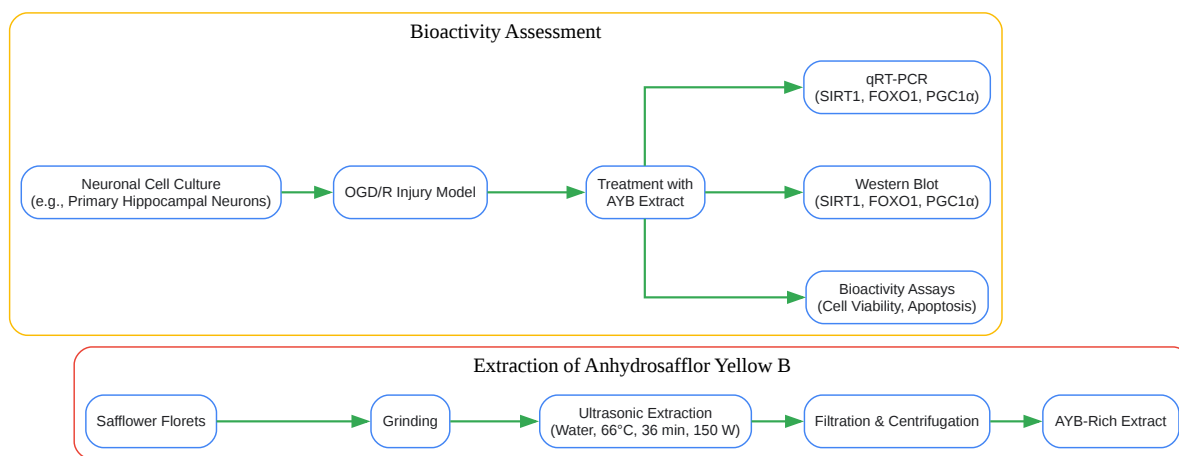 Bioactivity Assessment
qRT-PCR
(SIRT1, FOXO1, PGC1α)
Neuronal Cell Culture
(e.g., Primary Hippocampal Neurons)
OGD/R Injury Model
Treatment with
AYB Extract
Western Blot
(SIRT1, FOXO1, PGC1α)
Bioactivity Assays
(Cell Viability, Apoptosis)
Extraction of Anhydrosafflor Yellow B
Safflower Florets
Grinding
Ultrasonic Extraction
(Water, 66°C, 36 min, 150 W)
Filtration & Centrifugation
AYB-Rich Extract